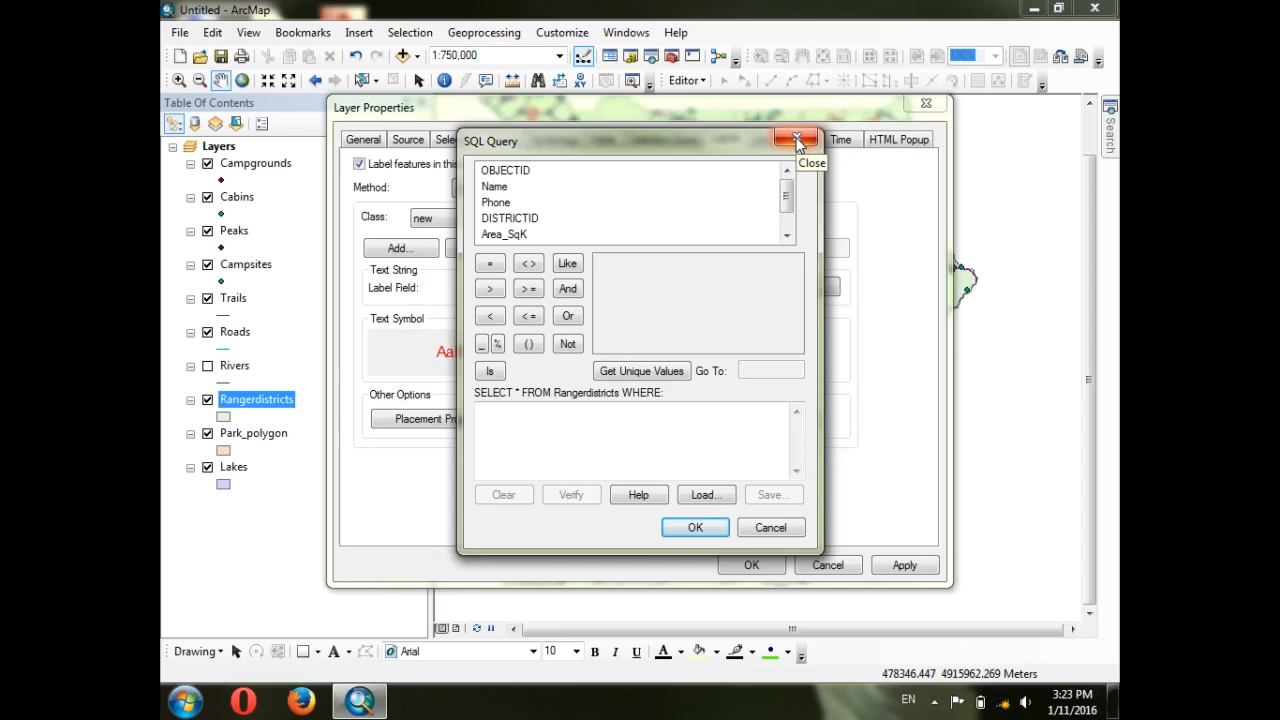 Untitled - ArcMap
File Edit View Bookmarks Insert Selection Geoprocessing Customize Windows Help
1:750,000 100%
Editor
Table Of Contents
Layers
Campgrounds
Cabins
Peaks
Campsites
Trails
Roads
Rivers
Rangerdistricts
Park_polygon
Lakes
Search
Layer Properties
General Source Time HTML Popup
Label features in this
Method:
Class: new
Add...
Text String
Label Field:
Text Symbol
Other Options
SQL Query
Close
OBJECTID
Name
Phone
DISTRICTID
Area_SqK
= <> Like
> >= And
< <= Or
_ % () Not
Is Get Unique Values Go To:
SELECT * FROM Rangerdistricts WHERE:
Clear Verify Help Load... Save...
OK Cancel
OK Cancel Apply
Drawing A Arial 10 B I U A
478346.447 4915962.269 Meters
EN 3:23 PM
1/11/2016